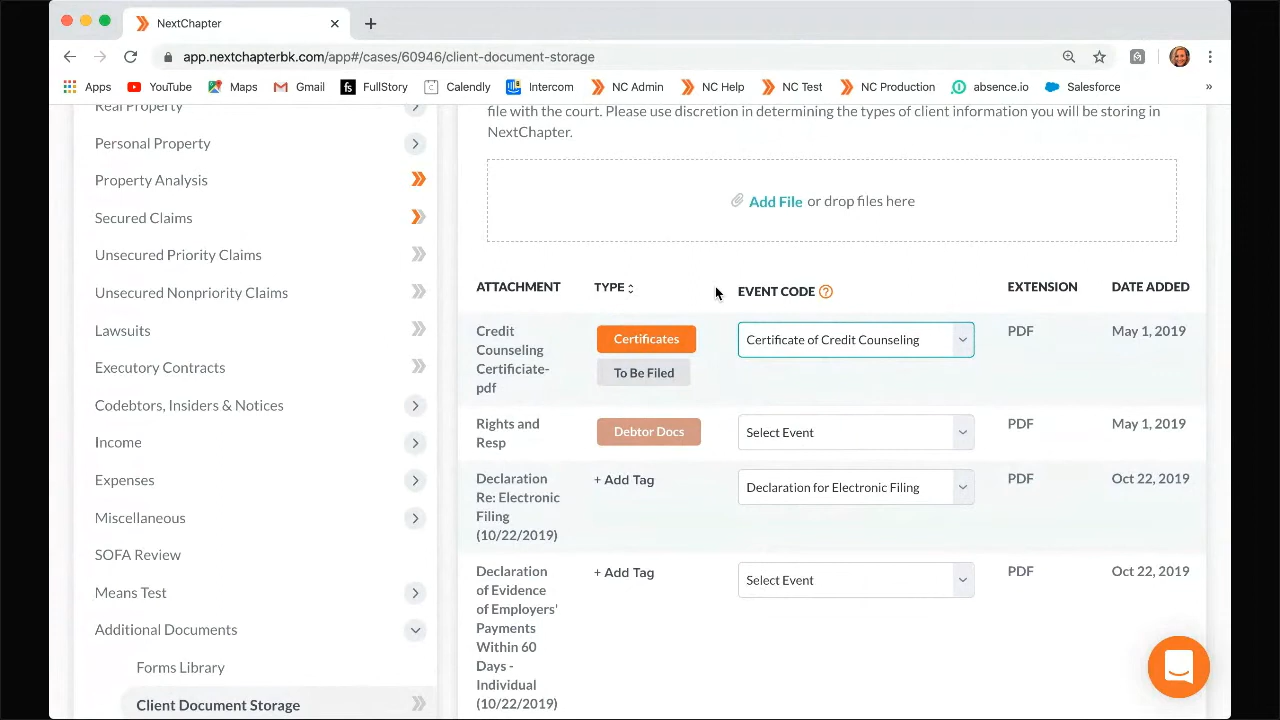 NextChapter
app.nextchapterbk.com/app#/cases/60946/client-document-storage
Apps YouTube Maps Gmail FullStory Calendly Intercom NC Admin NC Help NC Test NC Production absence.io Salesforce »
Real Property
Personal Property
Property Analysis
Secured Claims
Unsecured Priority Claims
Unsecured Nonpriority Claims
Lawsuits
Executory Contracts
Codebtors, Insiders & Notices
Income
Expenses
Miscellaneous
SOFA Review
Means Test
Additional Documents
Forms Library
Client Document Storage
file with the court. Please use discretion in determining the types of client information you will be storing in
NextChapter.
Add File or drop files here
ATTACHMENT TYPE EVENT CODE ? EXTENSION DATE ADDED
Credit
Counseling
Certificiate-
pdf
Certificates
To Be Filed
Certificate of Credit Counseling
PDF
May 1, 2019
Rights and
Resp
Debtor Docs
Select Event
PDF
May 1, 2019
Declaration
Re: Electronic
Filing
(10/22/2019)
+ Add Tag
Declaration for Electronic Filing
PDF
Oct 22, 2019
Declaration
of Evidence
of Employers'
Payments
Within 60
Days -
Individual
(10/22/2019)
+ Add Tag
Select Event
PDF
Oct 22, 2019